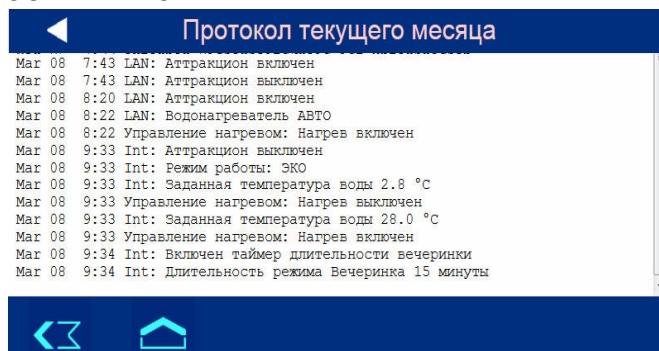 Протокол текущего месяца
Mar 08 7:43 LAN: Аттракцион включен
Mar 08 7:43 LAN: Аттракцион выключен
Mar 08 8:20 LAN: Аттракцион включен
Mar 08 8:22 LAN: Водонагреватель АВТО
Mar 08 8:22 Управление нагревом: Нагрев включен
Mar 08 9:33 Int: Аттракцион выключен
Mar 08 9:33 Int: Режим работы: ЭКО
Mar 08 9:33 Int: Заданная температура воды 2.8 °C
Mar 08 9:33 Управление нагревом: Нагрев выключен
Mar 08 9:33 Int: Заданная температура воды 28.0 °C
Mar 08 9:33 Управление нагревом: Нагрев включен
Mar 08 9:34 Int: Включен таймер длительности вечеринки
Mar 08 9:34 Int: Длительность режима Вечеринка 15 минуты